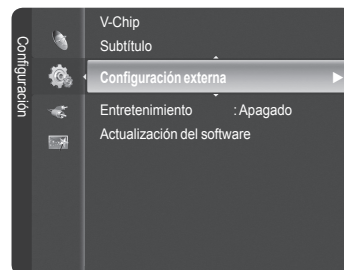 Configuración
V-Chip
Subtítulo
Configuración externa
Entretenimiento : Apagado
Actualización del software